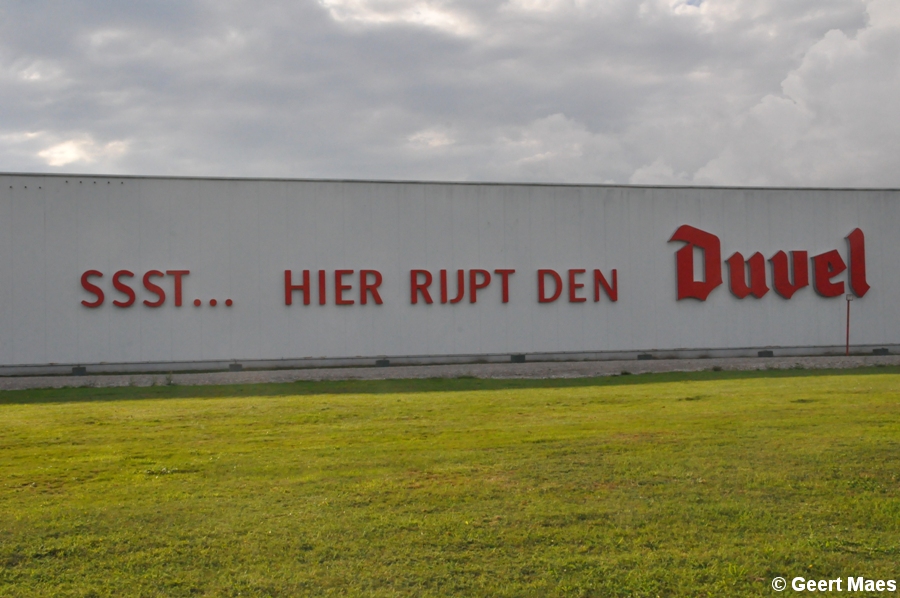 SSST... HIER RIJPT DEN Duvel
© Geert Maes